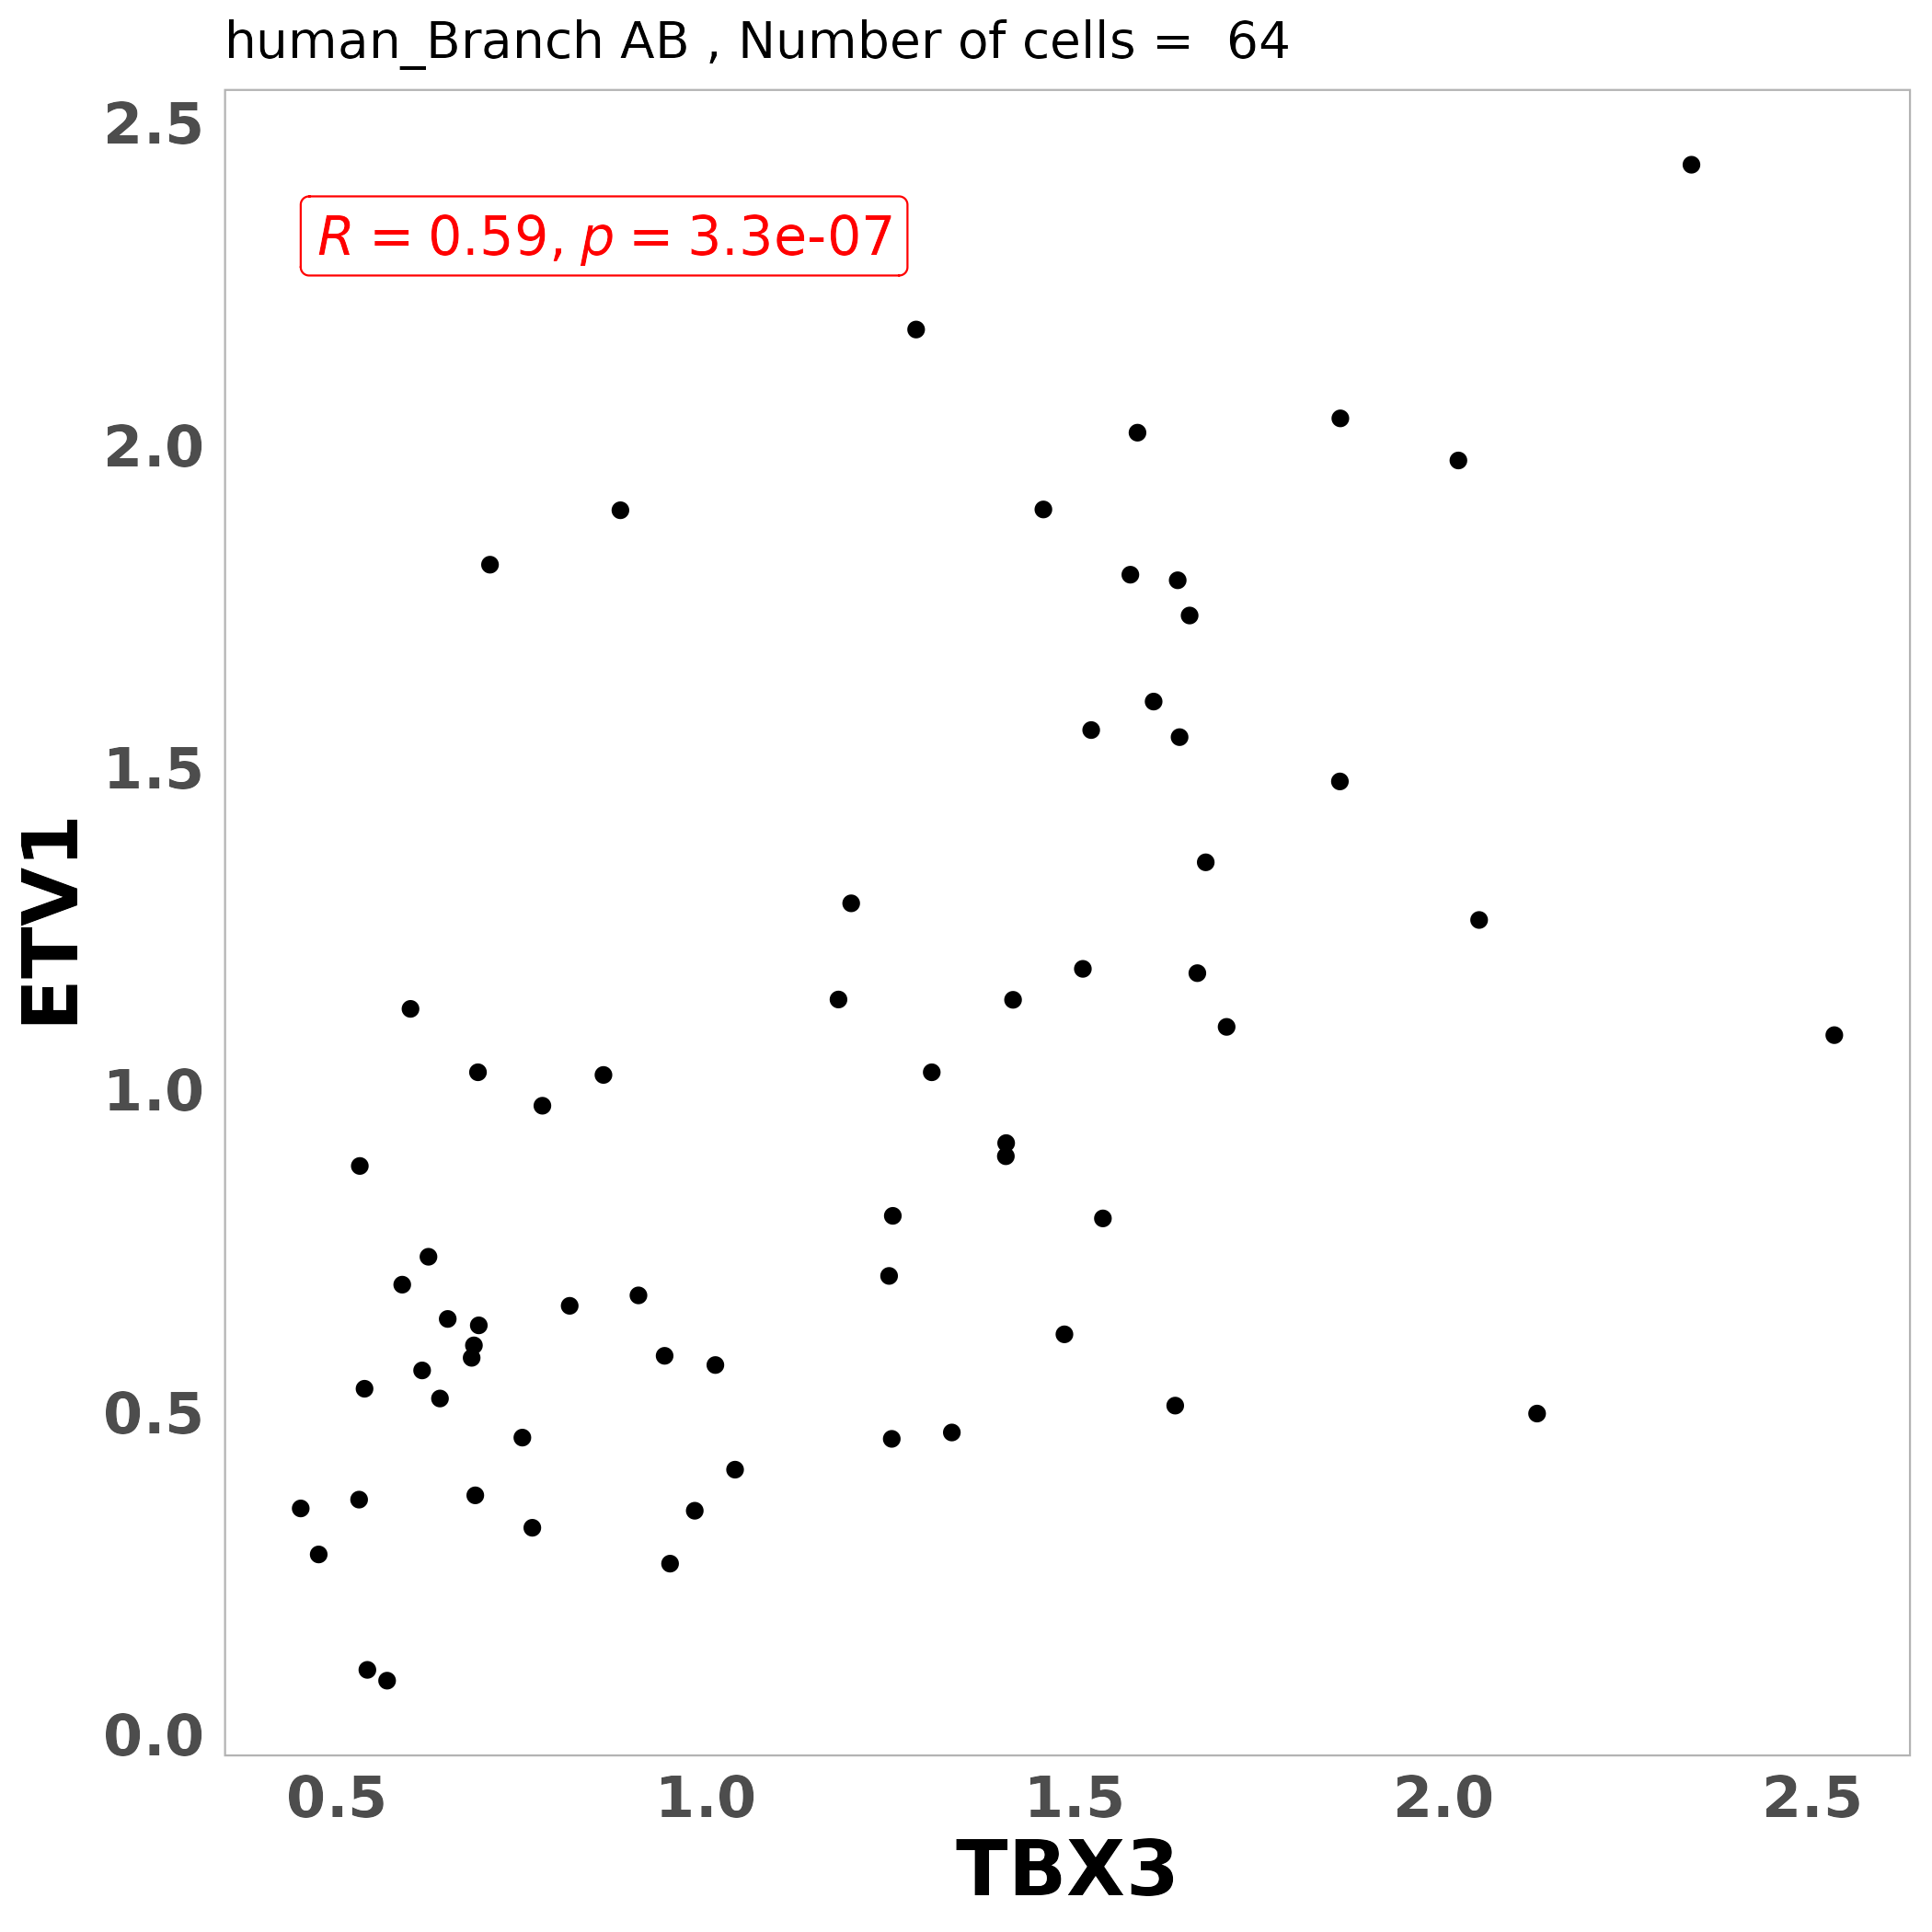 human_Branch AB , Number of cells =  64
2.5
R = 0.59, p = 3.3e-07
2.0
1.5
ETV1
1.0
0.5
0.0
0.5 1.0 1.5 2.0 2.5
TBX3